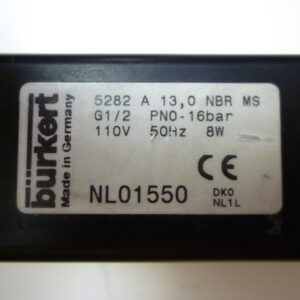 bürkert
Made in Germany
5282 A 13,0 NBR MS
G1/2 PN0-16bar
110V 50Hz 8W
CE
NL01550
DK0
NL1L